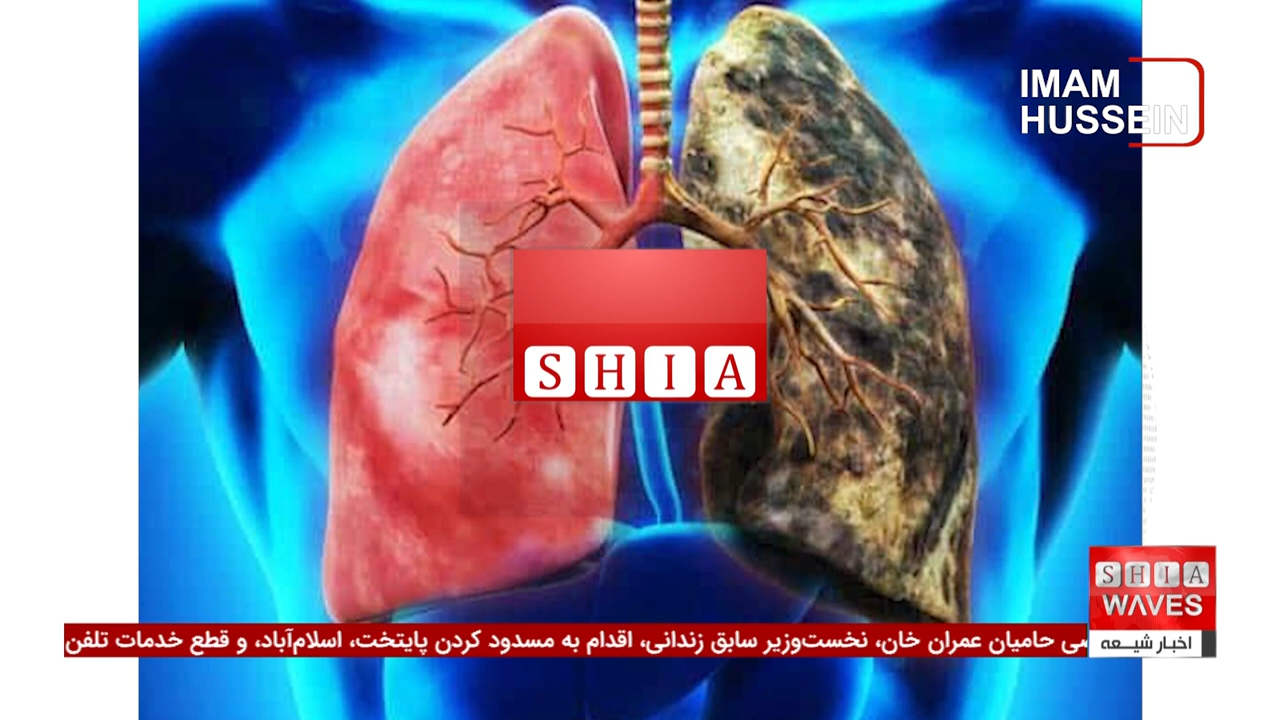 IMAM
HUSSEIN
SHIA
SHIA
WAVES
حامیان عمران خان، نخست‌وزیر سابق زندانی، اقدام به مسدود کردن پایتخت، اسلام‌آباد، و قطع خدمات تلفن
اخبار شیعه